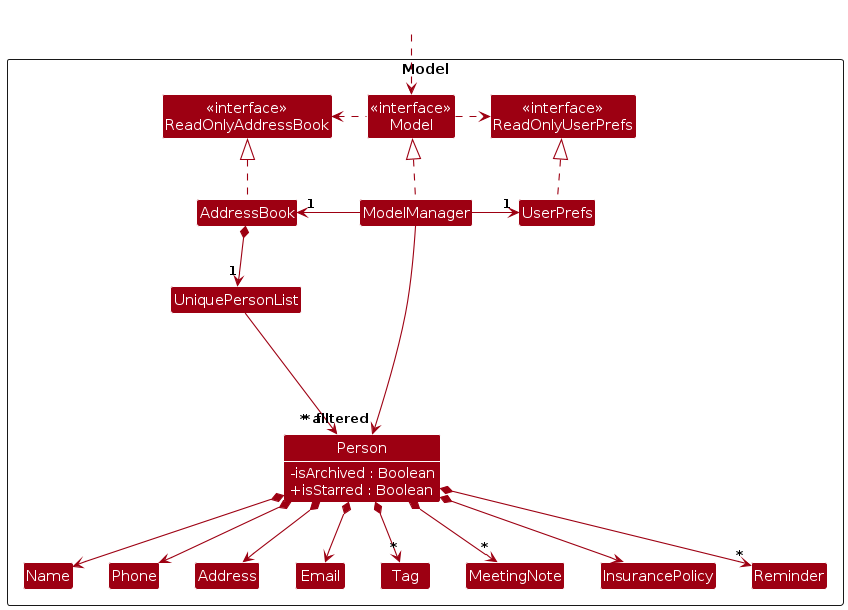 Model
«interface»
ReadOnlyAddressBook
«interface»
Model
«interface»
ReadOnlyUserPrefs
AddressBook
1
ModelManager
1
UserPrefs
1
UniquePersonList
* all
* filtered
Person
-isArchived : Boolean
+isStarred : Boolean
*
*
*
Name
Phone
Address
Email
Tag
MeetingNote
InsurancePolicy
Reminder